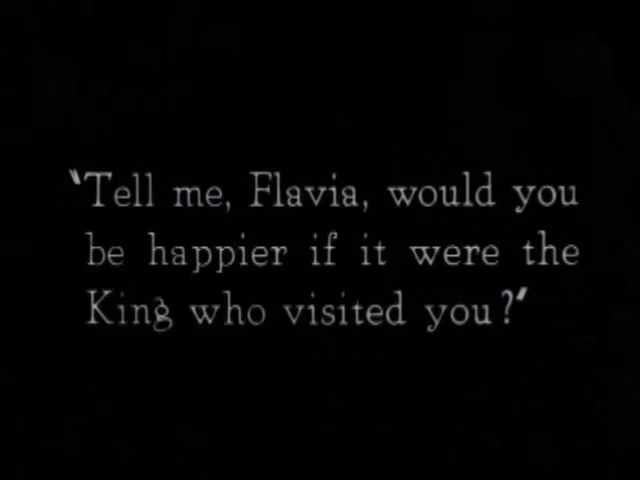 "Tell me, Flavia, would you
be happier if it were the
King who visited you?"